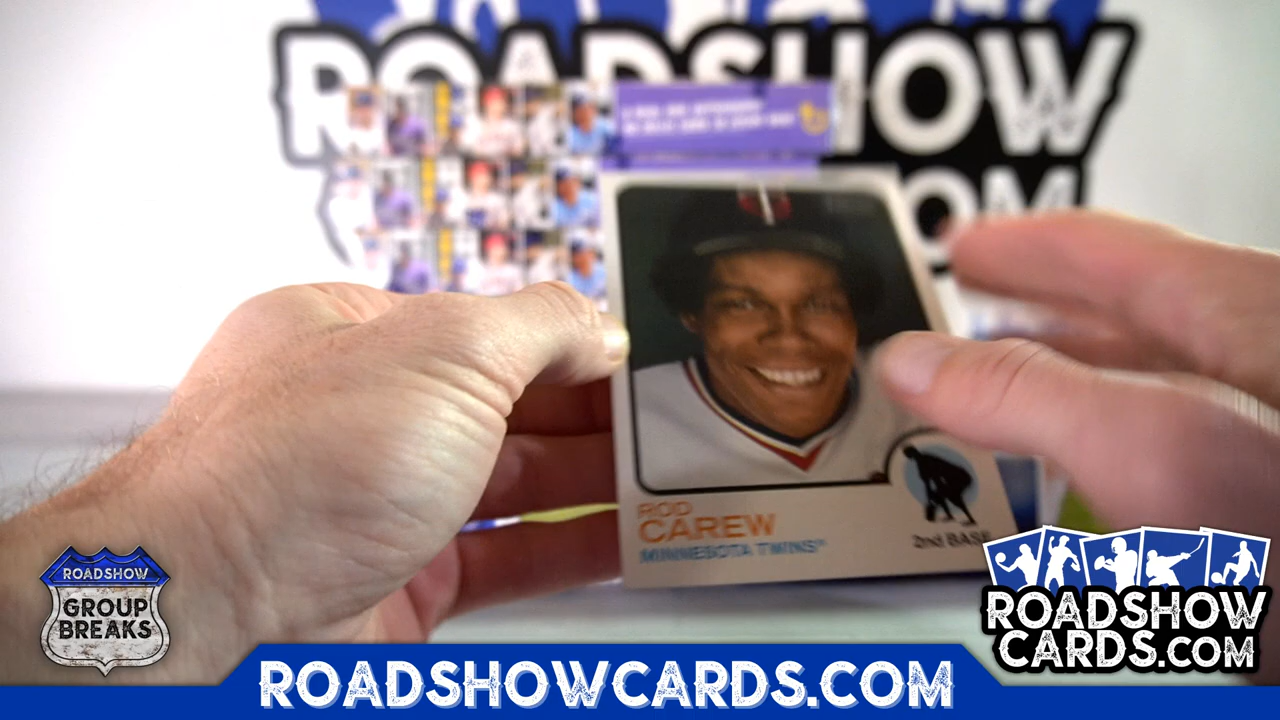 ROADSHOW
ROD
CAREW
MINNESOTA TWINS
2nd BASE
ROADSHOW
GROUP
BREAKS
ROADSHOW
CARDS.COM
ROADSHOWCARDS.COM